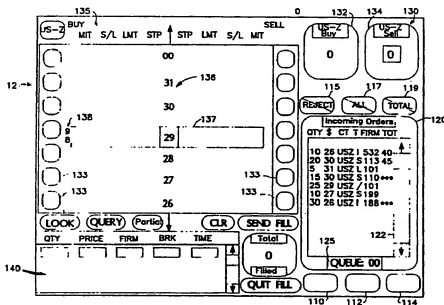 135
BUY
SELL
0
132
134
130
US-Z
MIT S/L LMT STP STP LMT S/L MIT
US-Z
Buy
0
US-Z
Sell
0
12
00
31
136
30
137
138
9
8
29
28
133
133
27
133
133
26
115
117
119
REJECT
ALL
TOTAL
120
Incoming Orders
QTY $ CT T FIRM TOT
10 26 USZ I 532 45
20 30 USZ S 113 45
5 31 USZ L 101
15 30 USZ S 110 ***
25 29 USZ / 101
10 27 USZ S 199
30 26 USZ I 188 ***
122
125
QUEUE: 00
LOOK
QUERY
Partial
CLR
SEND FILL
QTY PRICE FIRM BRK TIME
140
Total
0
Filled
QUIT FILL
110
112
114